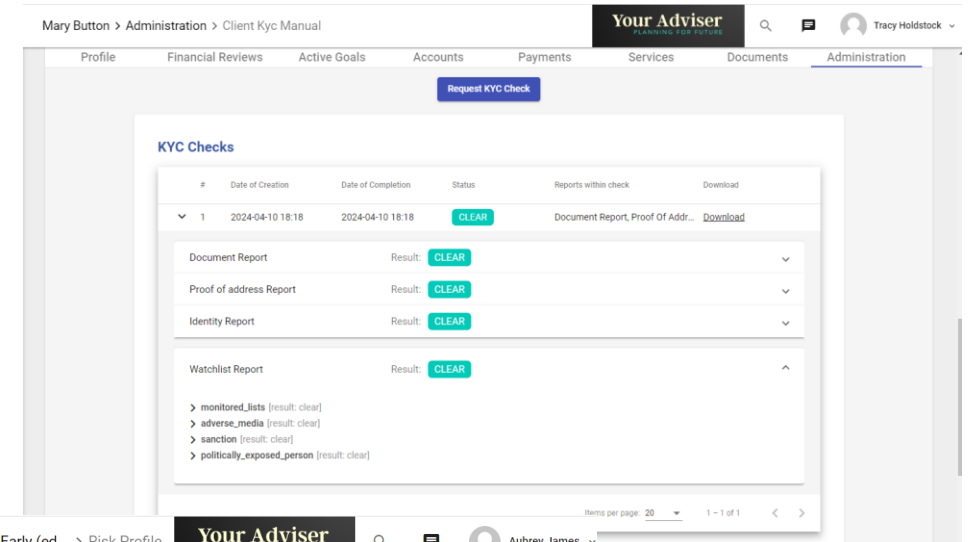 Mary Button > Administration > Client Kyc Manual
Your Adviser
PLANNING FOR FUTURE
Tracy Holdstock
Profile Financial Reviews Active Goals Accounts Payments Services Documents Administration
Request KYC Check
KYC Checks
# Date of Creation Date of Completion Status Reports within check Download
1 2024-04-10 18:18 2024-04-10 18:18 CLEAR Document Report, Proof Of Addr... Download
Document Report Result: CLEAR
Proof of address Report Result: CLEAR
Identity Report Result: CLEAR
Watchlist Report Result: CLEAR
monitored_lists [result: clear]
adverse_media [result: clear]
sanction [result: clear]
politically_exposed_person [result: clear]
Items per page: 20 1 – 1 of 1
Early (ed... > Risk Profile Your Adviser Aubrey James